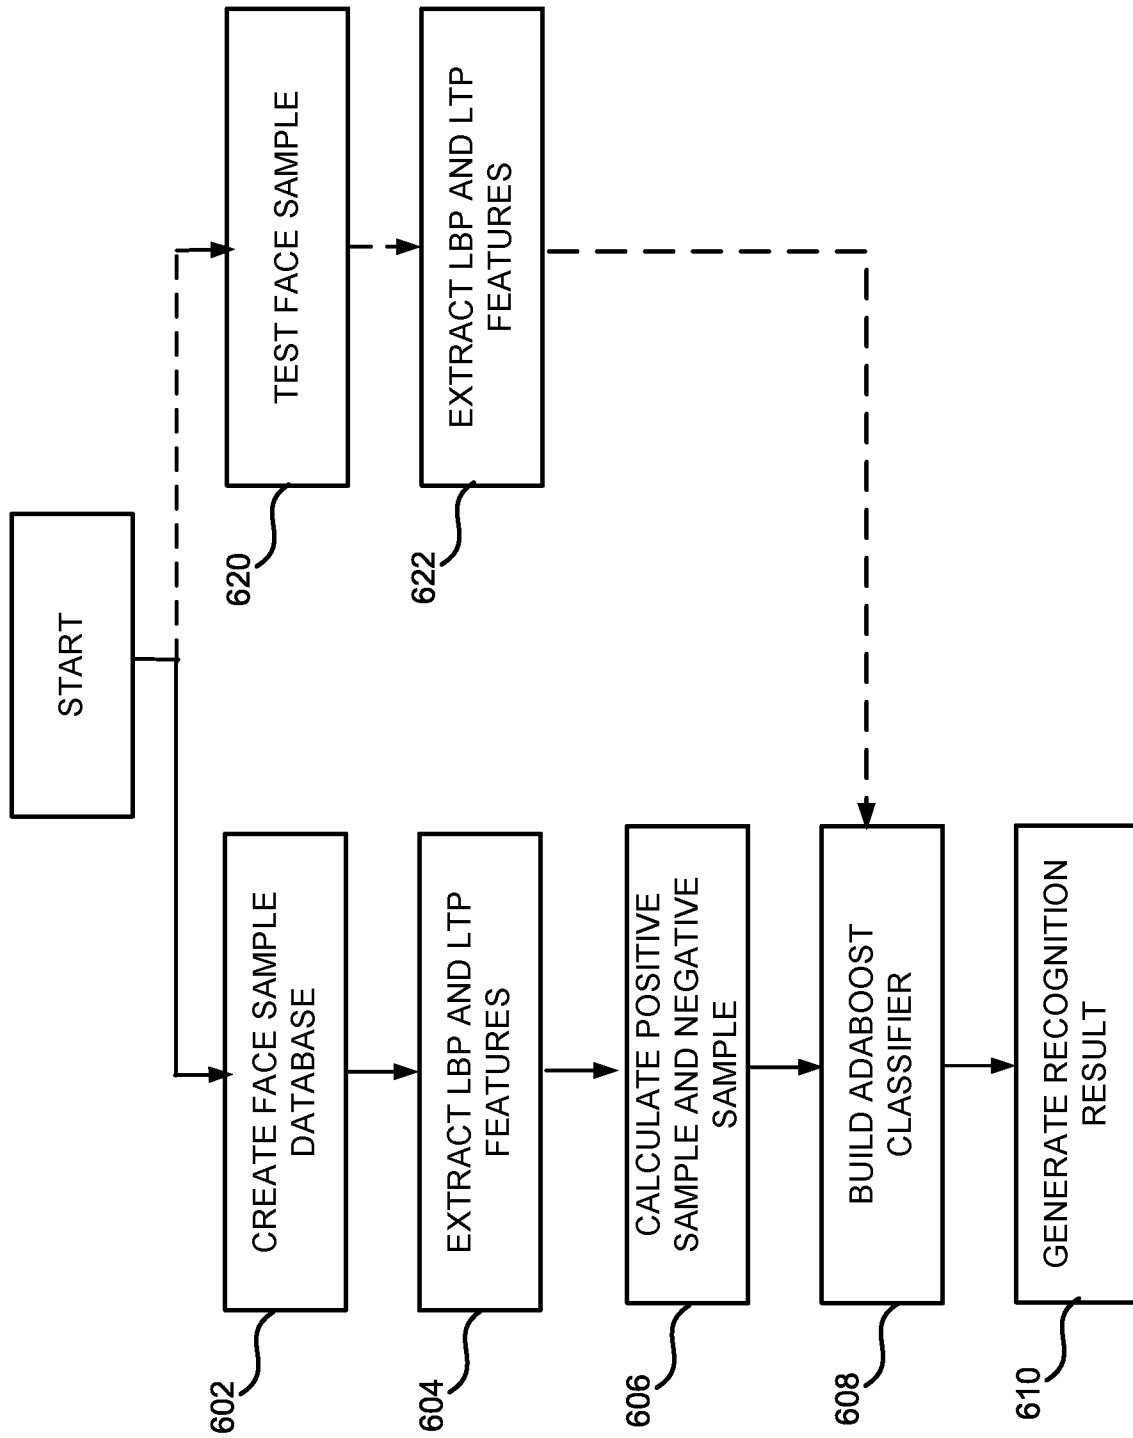 START
CREATE FACE SAMPLE
DATABASE
602
EXTRACT LBP AND LTP
FEATURES
604
CALCULATE POSITIVE
SAMPLE AND NEGATIVE
SAMPLE
606
BUILD ADABOOST
CLASSIFIER
608
GENERATE RECOGNITION
RESULT
610
TEST FACE SAMPLE
620
EXTRACT LBP AND LTP
FEATURES
622